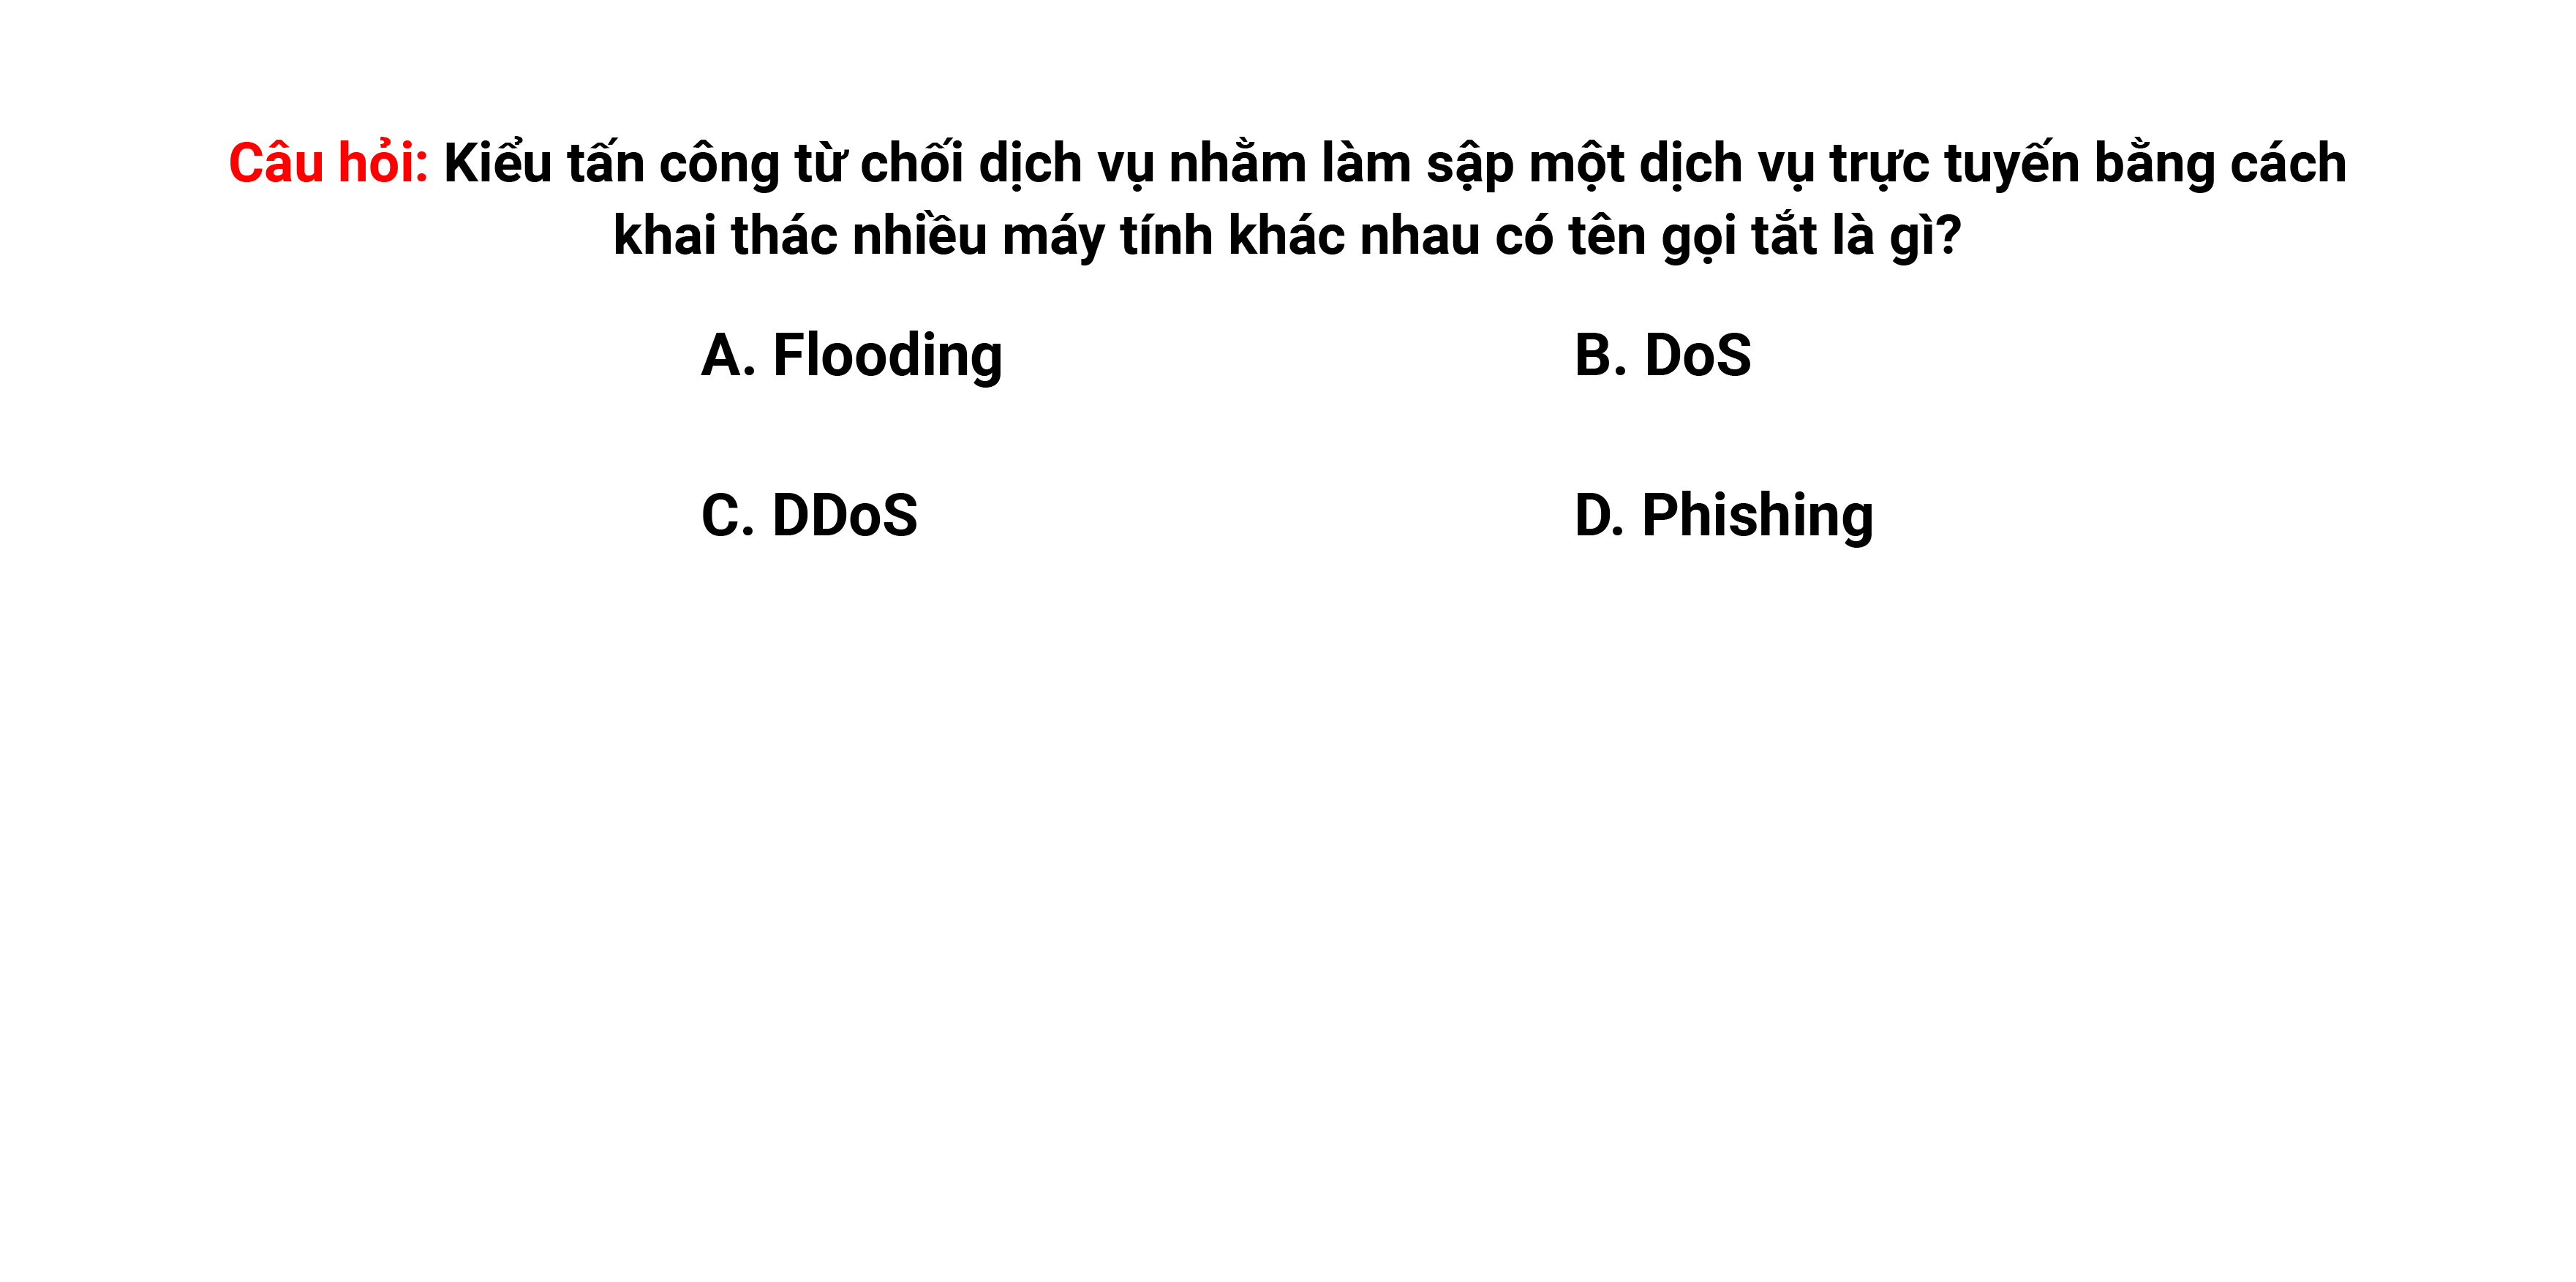 Câu hỏi: Kiểu tấn công từ chối dịch vụ nhằm làm sập một dịch vụ trực tuyến bằng cách
khai thác nhiều máy tính khác nhau có tên gọi tắt là gì?
A. Flooding
B. DoS
C. DDoS
D. Phishing